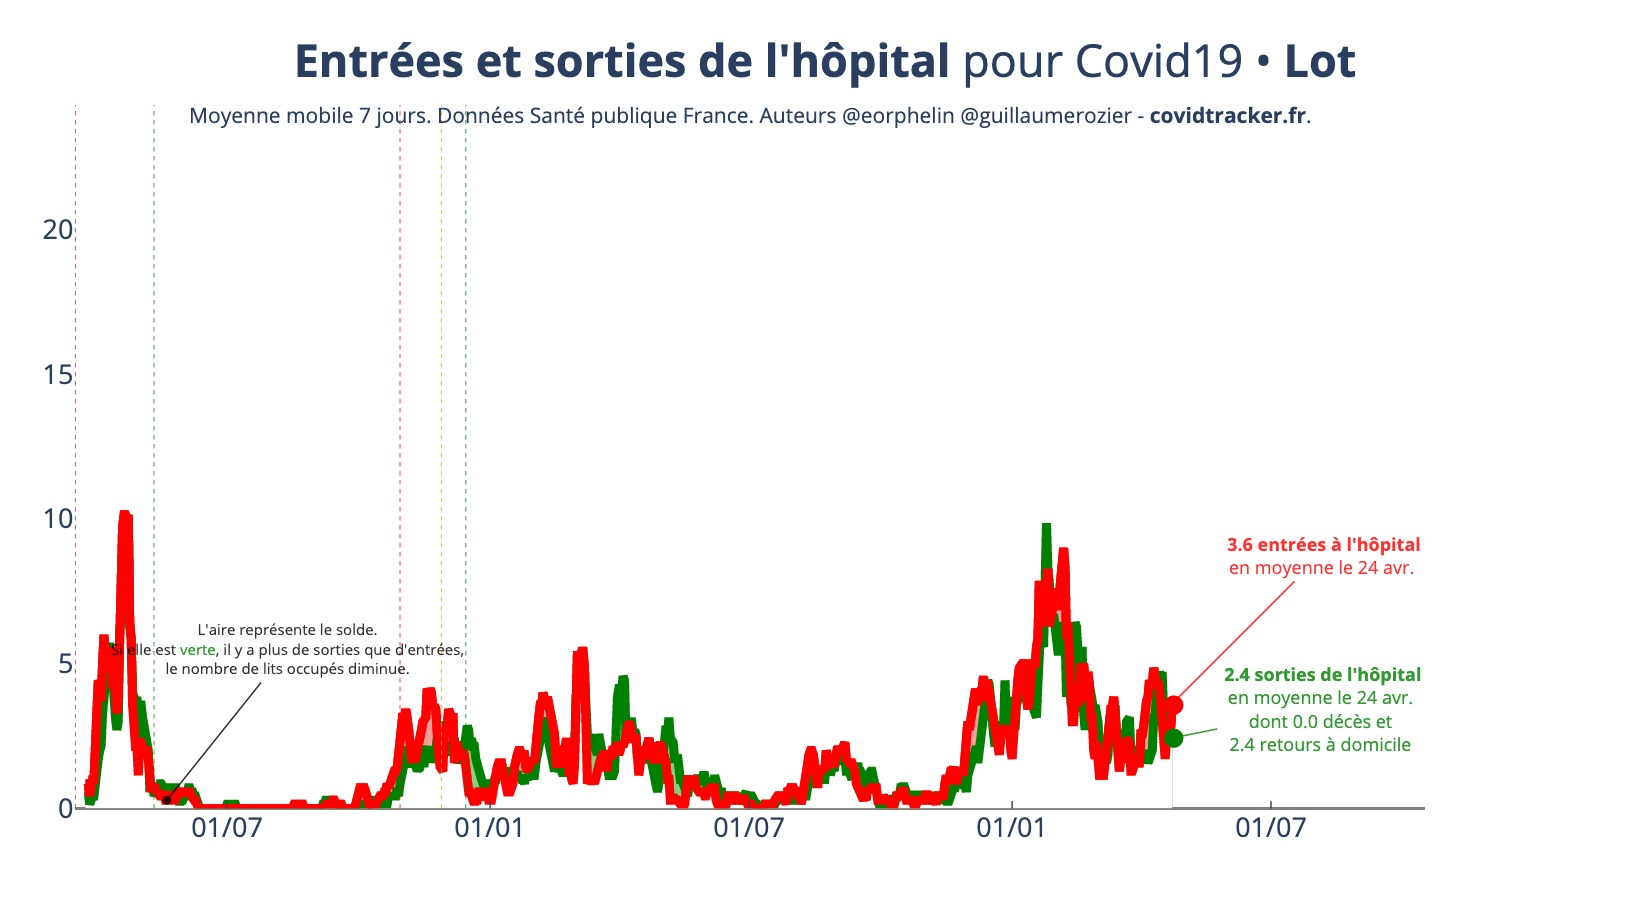 Entrées et sorties de l'hôpital pour Covid19 • Lot
Moyenne mobile 7 jours. Données Santé publique France. Auteurs @eorphelin @guillaumerozier - covidtracker.fr.
20
15
10
5
0
L'aire représente le solde.
Si elle est verte, il y a plus de sorties que d'entrées,
le nombre de lits occupés diminue.
3.6 entrées à l'hôpital
en moyenne le 24 avr.
2.4 sorties de l'hôpital
en moyenne le 24 avr.
dont 0.0 décès et
2.4 retours à domicile
01/07
01/01
01/07
01/01
01/07